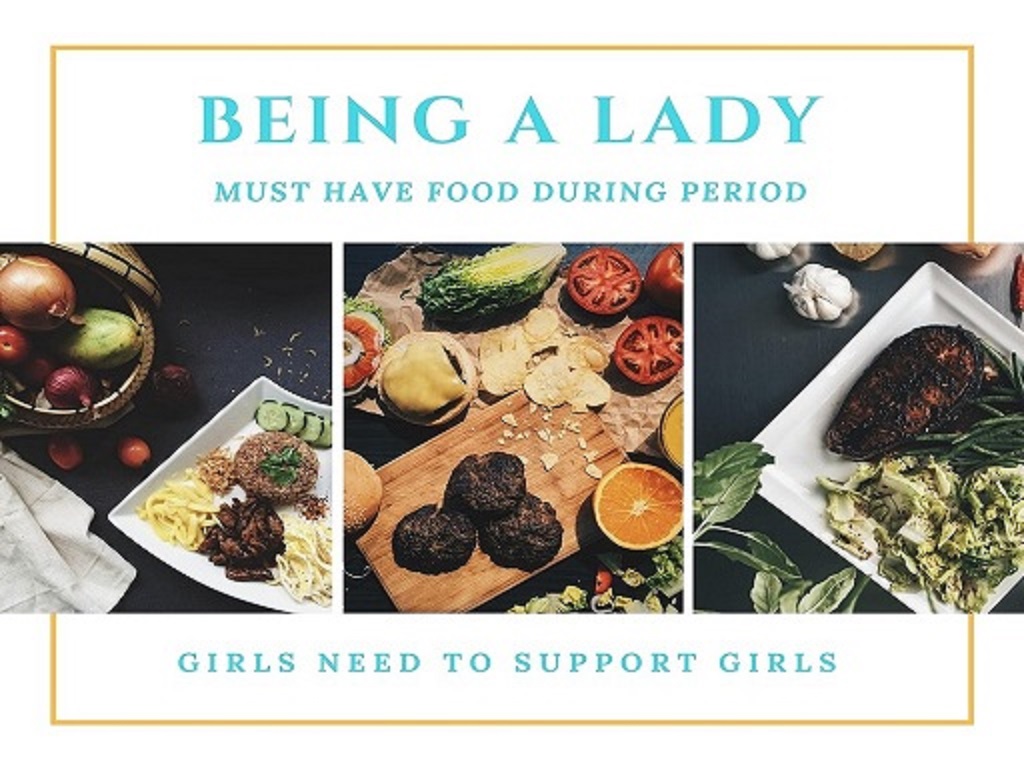 BEING A LADY
MUST HAVE FOOD DURING PERIOD
GIRLS NEED TO SUPPORT GIRLS